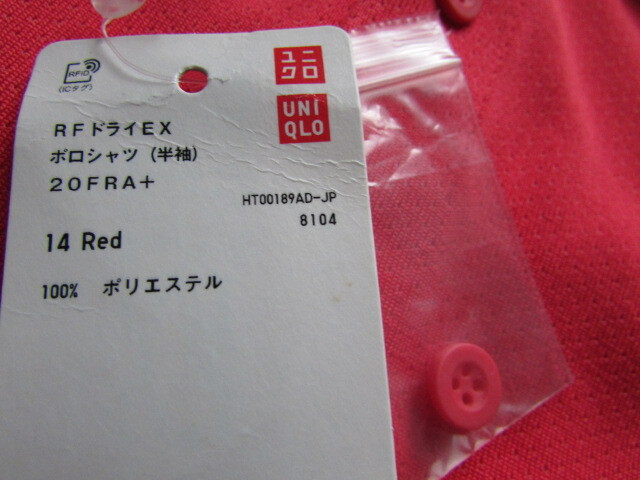 RFID
(ICタグ)
ユニ
クロ
UNI
QLO
RFドライEX
ポロシャツ (半袖)
20FRA+
HT00189AD-JP
8104
14 Red
100% ポリエステル